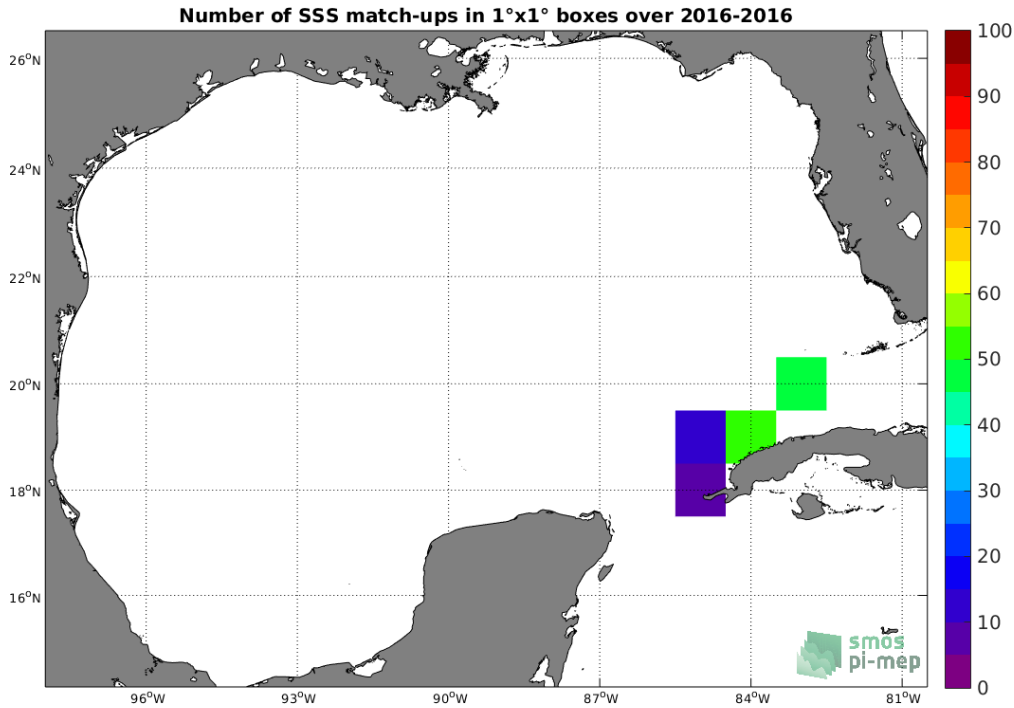 Number of SSS match-ups in 1°x1° boxes over 2016-2016
26°N
24°N
22°N
20°N
18°N
16°N
96°W
93°W
90°W
87°W
84°W
81°W
100
90
80
70
60
50
40
30
20
10
0
smos
pi-mep